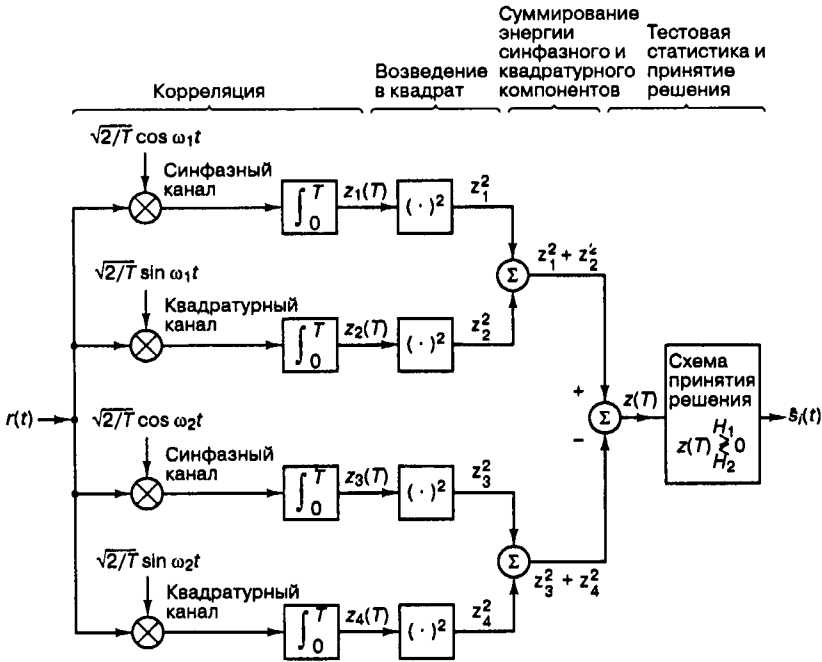 Суммирование
энергии
синфазного и
квадратурного
компонентов
Тестовая
статистика и
принятие
решения
Корреляция
Возведение
в квадрат
√2/T cos ω₁t
Синфазный
канал
∫₀ᵀ
z₁(T)
(·)²
z₁²
√2/T sin ω₁t
Квадратурный
канал
∫₀ᵀ
z₂(T)
(·)²
z₂²
Σ
z₁² + z₂²
r(t)
√2/T cos ω₂t
Синфазный
канал
∫₀ᵀ
z₃(T)
(·)²
z₃²
√2/T sin ω₂t
Квадратурный
канал
∫₀ᵀ
z₄(T)
(·)²
z₄²
Σ
z₃² + z₄²
+
−
Σ
z(T)
Схема
принятия
решения
H₁
z(T) ≷ 0
H₂
ŝᵢ(t)